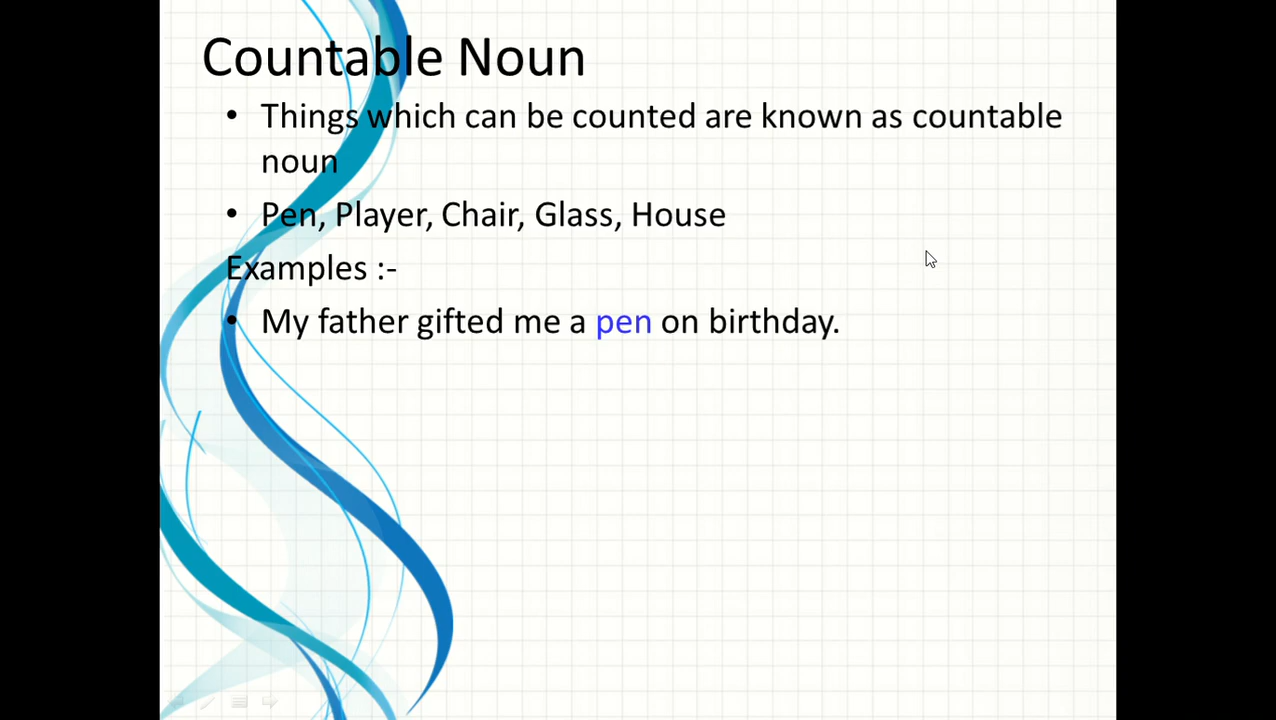 Countable Noun
• Things which can be counted are known as countable
noun
• Pen, Player, Chair, Glass, House
Examples :-
• My father gifted me a pen on birthday.